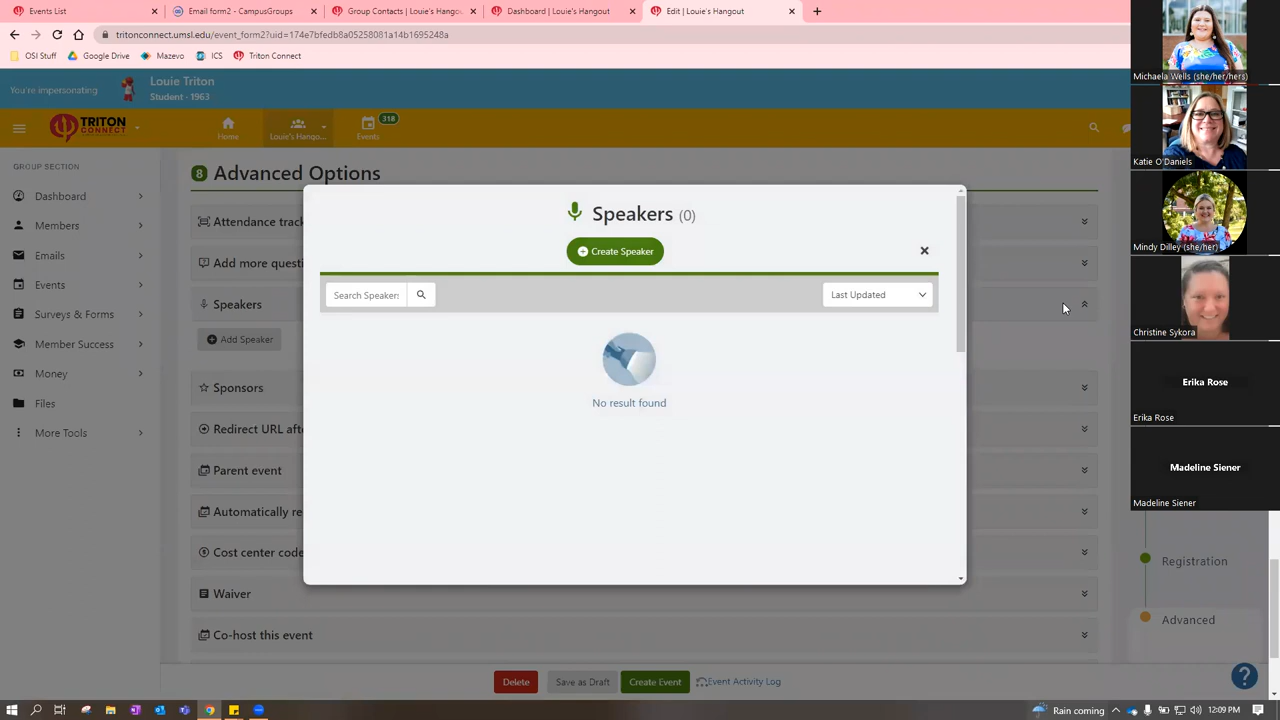 Events List
Email form2 - CampusGroups
Group Contacts | Louie's Hango
Dashboard | Louie's Hangout
Edit | Louie's Hangout
tritonconnect.umsl.edu/event_form2?uid=174e7bfedb8a05258081a14b1695248a
OSI Stuff
Google Drive
Mazevo
ICS
Triton Connect
You're impersonating
Louie Triton
Student - 1963
TRITON
CONNECT
Home
Louie's Hango...
Events
318
GROUP SECTION
Dashboard
Members
Emails
Events
Surveys & Forms
Member Success
Money
Files
More Tools
8 Advanced Options
Attendance track
Add more questi
Speakers
Add Speaker
Sponsors
Redirect URL aft
Parent event
Automatically re
Cost center code
Waiver
Co-host this event
Speakers (0)
Create Speaker
Search Speakers
Last Updated
No result found
Delete
Save as Draft
Create Event
Event Activity Log
Registration
Advanced
Michaela Wells (she/her/hers)
Katie O'Daniels
Mindy Dilley (she/her)
Christine Sykora
Erika Rose
Erika Rose
Madeline Siener
Madeline Siener
Rain coming
12:09 PM